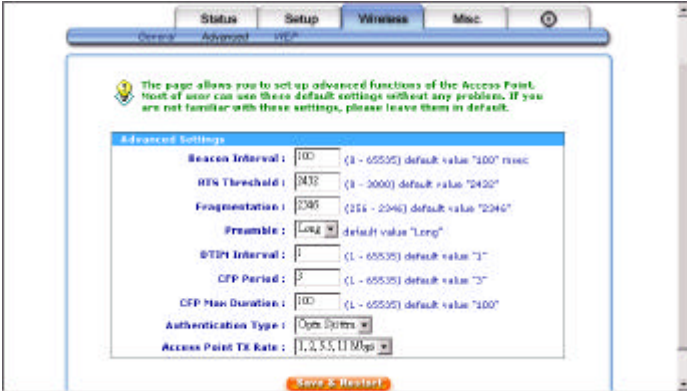 Status Setup Wireless Misc.
General Advanced WEP
The page allows you to set up advanced functions of the Access Point.
Most of user can use these default settings without any problem. If you
are not familiar with these settings, please leave them in default.
Advanced Settings
Beacon Interval : 100 (0 - 65535) default value "100" msec
RTS Threshold : 2432 (0 - 3000) default value "2432"
Fragmentation : 2346 (256 - 2346) default value "2346"
Preamble : Long default value "Long"
DTIM Interval : 1 (1 - 65535) default value "1"
CFP Period : 3 (1 - 65535) default value "3"
CFP Max Duration : 100 (1 - 65535) default value "100"
Authentication Type : Open System
Access Point TX Rate : 1, 2, 5.5, 11 Mbps
Save & Restart